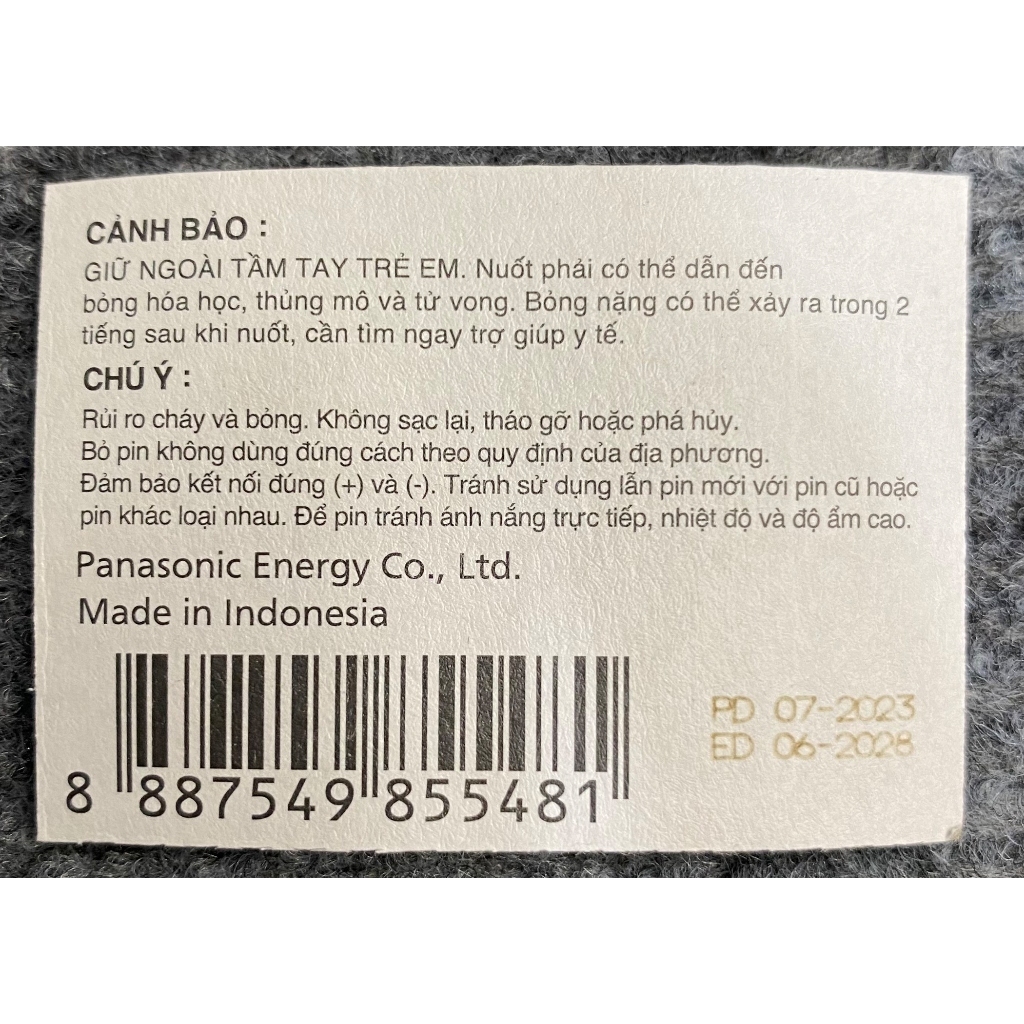 CẢNH BẢO :
GIỮ NGOÀI TẦM TAY TRẺ EM. Nuốt phải có thể dẫn đến
bỏng hóa học, thủng mô và tử vong. Bỏng nặng có thể xảy ra trong 2
tiếng sau khi nuốt, cần tìm ngay trợ giúp y tế.
CHÚ Ý :
Rủi ro cháy và bỏng. Không sạc lại, tháo gỡ hoặc phá hủy.
Bỏ pin không dùng đúng cách theo quy định của địa phương.
Đảm bảo kết nối đúng (+) và (-). Tránh sử dụng lẫn pin mới với pin cũ hoặc
pin khác loại nhau. Để pin tránh ánh nắng trực tiếp, nhiệt độ và độ ẩm cao.
Panasonic Energy Co., Ltd.
Made in Indonesia
PD 07-2023
ED 06-2028
8 887549 855481